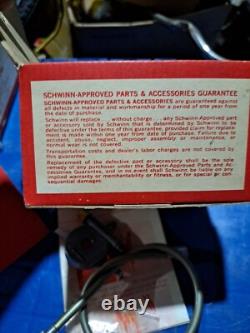 SCHWINN-APPROVED PARTS & ACCESSORIES GUARANTEE
SCHWINN-APPROVED PARTS & ACCESSORIES are guaranteed against
all defects in material and workmanship for a period of one year from
the date of purchase.
Schwinn will replace . . . without charge . . . any Schwinn-Approved part
or accessory sold by Schwinn that is determined by Schwinn to be
defective under the terms of this guarantee, provided claim for replace-
ment is made within one year from date of purchase. Failure due to
accident, abuse, neglect, improper assembly or maintenance, or
normal wear is not covered by this guarantee.
Transportation costs and dealer's labor charges are not covered by
this guarantee.
Replacement of the defective part or accessory shall be the sole
remedy of any purchaser under the Schwinn-Approved Parts and Ac-
cessories Guarantee, and in no event shall Schwinn be liable on any
implied warranty or merchantability or fitness, or for special or con-
sequential damages.